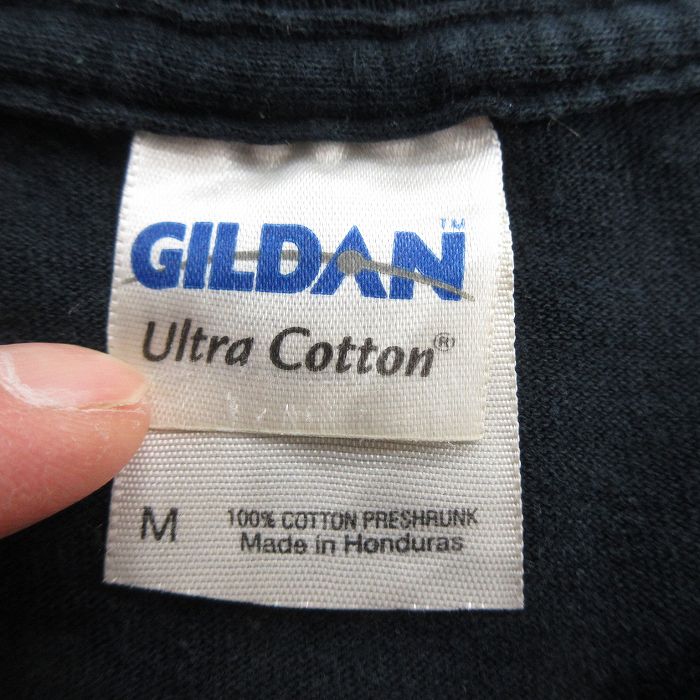 GILDAN™
Ultra Cotton®
M
100% COTTON PRESHRUNK
Made in Honduras